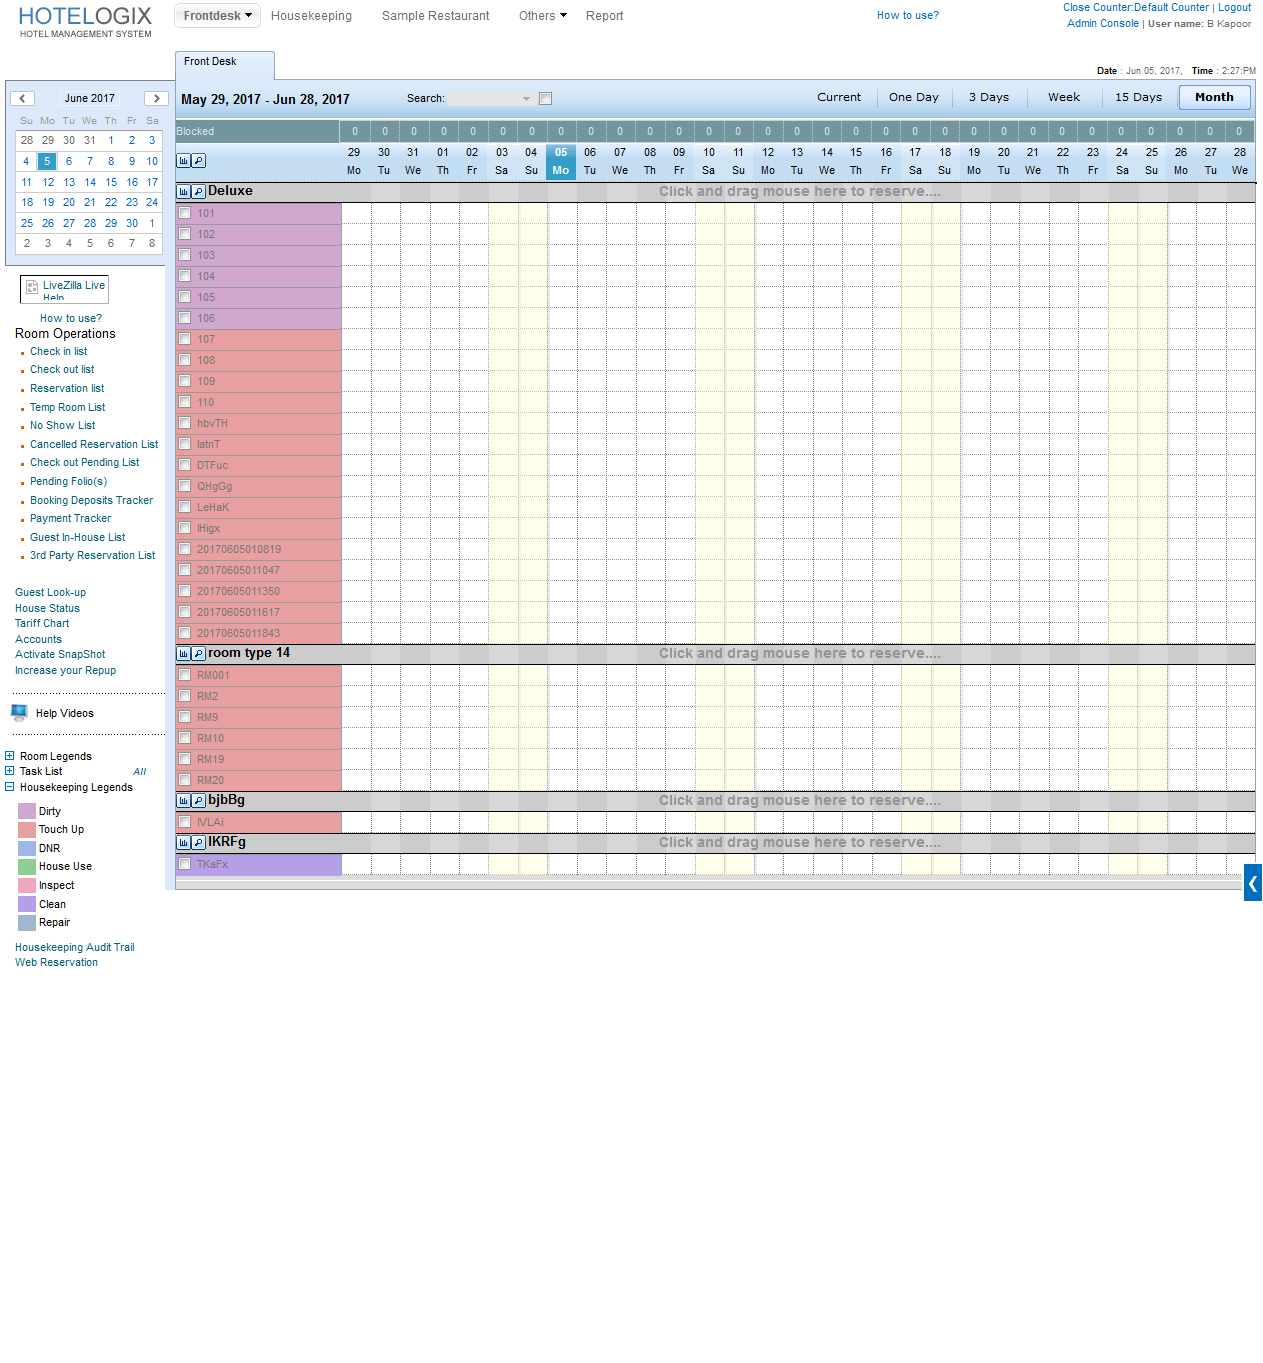 HOTELOGIX
HOTEL MANAGEMENT SYSTEM
Frontdesk Housekeeping Sample Restaurant Others Report
How to use?
Close Counter:Default Counter | Logout
Admin Console | User name: B Kapoor
Front Desk
Date : Jun 05, 2017, Time : 2:27:PM
May 29, 2017 - Jun 28, 2017 Search: Current One Day 3 Days Week 15 Days Month
June 2017
Su Mo Tu We Th Fr Sa
28 29 30 31 1 2 3
4 5 6 7 8 9 10
11 12 13 14 15 16 17
18 19 20 21 22 23 24
25 26 27 28 29 30 1
2 3 4 5 6 7 8
LiveZilla Live
Help
How to use?
Room Operations
Check in list
Check out list
Reservation list
Temp Room List
No Show List
Cancelled Reservation List
Check out Pending List
Pending Folio(s)
Booking Deposits Tracker
Payment Tracker
Guest In-House List
3rd Party Reservation List
Guest Look-up
House Status
Tariff Chart
Accounts
Activate SnapShot
Increase your Repup
Help Videos
Room Legends
Task List All
Housekeeping Legends
Dirty
Touch Up
DNR
House Use
Inspect
Clean
Repair
Housekeeping Audit Trail
Web Reservation
Blocked 0 0 0 0 0 0 0 0 0 0 0 0 0 0 0 0 0 0 0 0 0 0 0 0 0 0 0 0 0 0 0
29 30 31 01 02 03 04 05 06 07 08 09 10 11 12 13 14 15 16 17 18 19 20 21 22 23 24 25 26 27 28
Mo Tu We Th Fr Sa Su Mo Tu We Th Fr Sa Su Mo Tu We Th Fr Sa Su Mo Tu We Th Fr Sa Su Mo Tu We
Deluxe Click and drag mouse here to reserve....
101
102
103
104
105
106
107
108
109
110
hbvTH
IatnT
DTFuc
QHgGg
LeHaK
IHigx
20170605010819
20170605011047
20170605011350
20170605011617
20170605011843
room type 14 Click and drag mouse here to reserve....
RM001
RM2
RM9
RM10
RM19
RM20
bjbBg Click and drag mouse here to reserve....
IVLAi
IKRFg Click and drag mouse here to reserve....
TKaFx